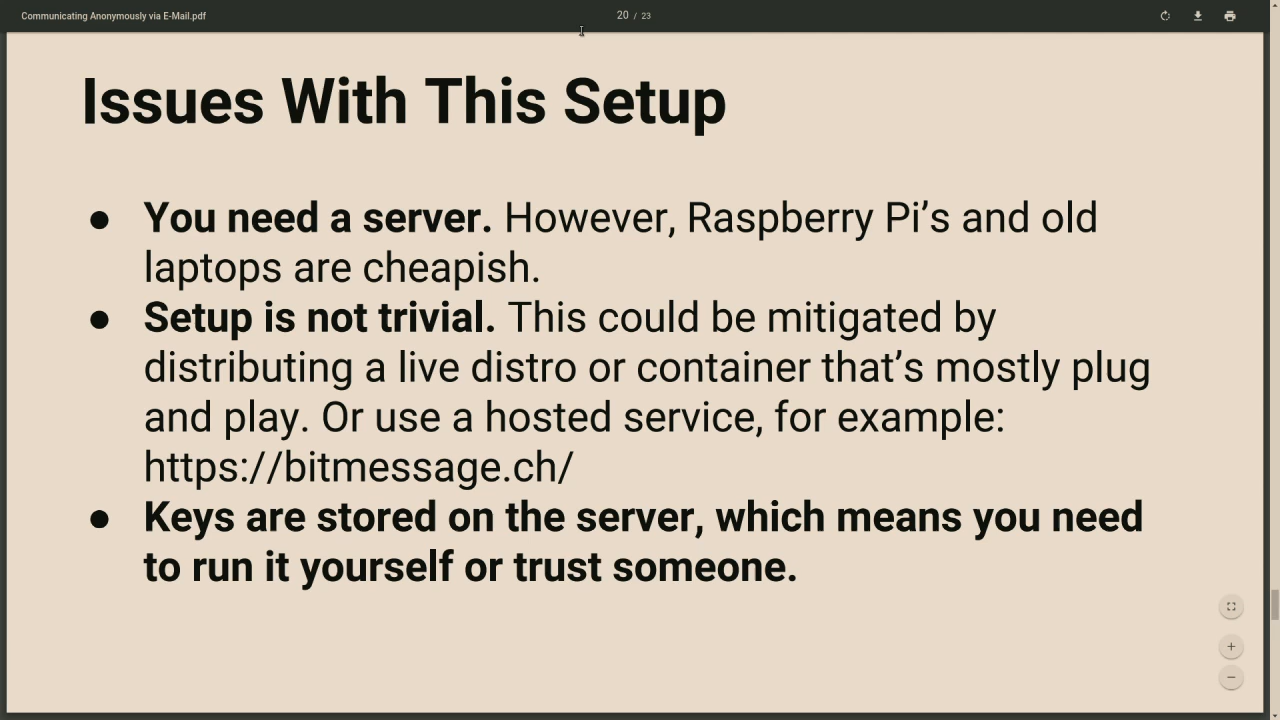 Communicating Anonymously via E-Mail.pdf
20 / 23
Issues With This Setup
● You need a server. However, Raspberry Pi’s and old
laptops are cheapish.
● Setup is not trivial. This could be mitigated by
distributing a live distro or container that’s mostly plug
and play. Or use a hosted service, for example:
https://bitmessage.ch/
● Keys are stored on the server, which means you need
to run it yourself or trust someone.